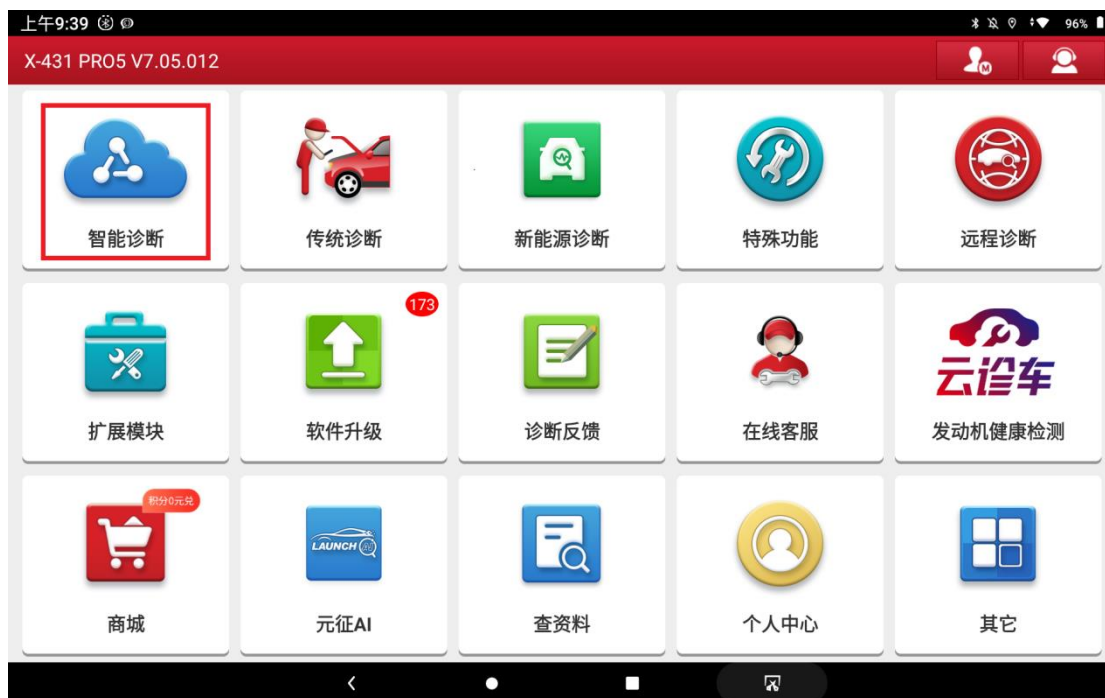 上午9:39
96%
X-431 PRO5 V7.05.012
M
智能诊断
传统诊断
新能源诊断
特殊功能
远程诊断
173
云诊车
扩展模块
软件升级
诊断反馈
在线客服
发动机健康检测
积分0元兑
LAUNCH
商城
元征AI
查资料
个人中心
其它